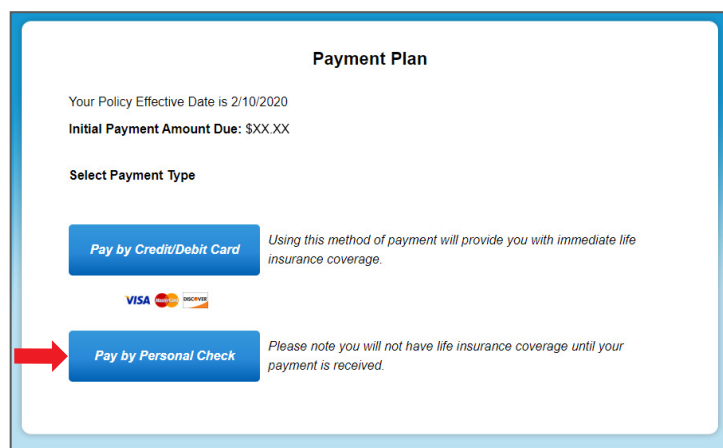 Payment Plan
Your Policy Effective Date is 2/10/2020
Initial Payment Amount Due: $XX.XX
Select Payment Type
Pay by Credit/Debit Card
Using this method of payment will provide you with immediate life
insurance coverage.
VISA MasterCard DISCOVER
Pay by Personal Check
Please note you will not have life insurance coverage until your
payment is received.